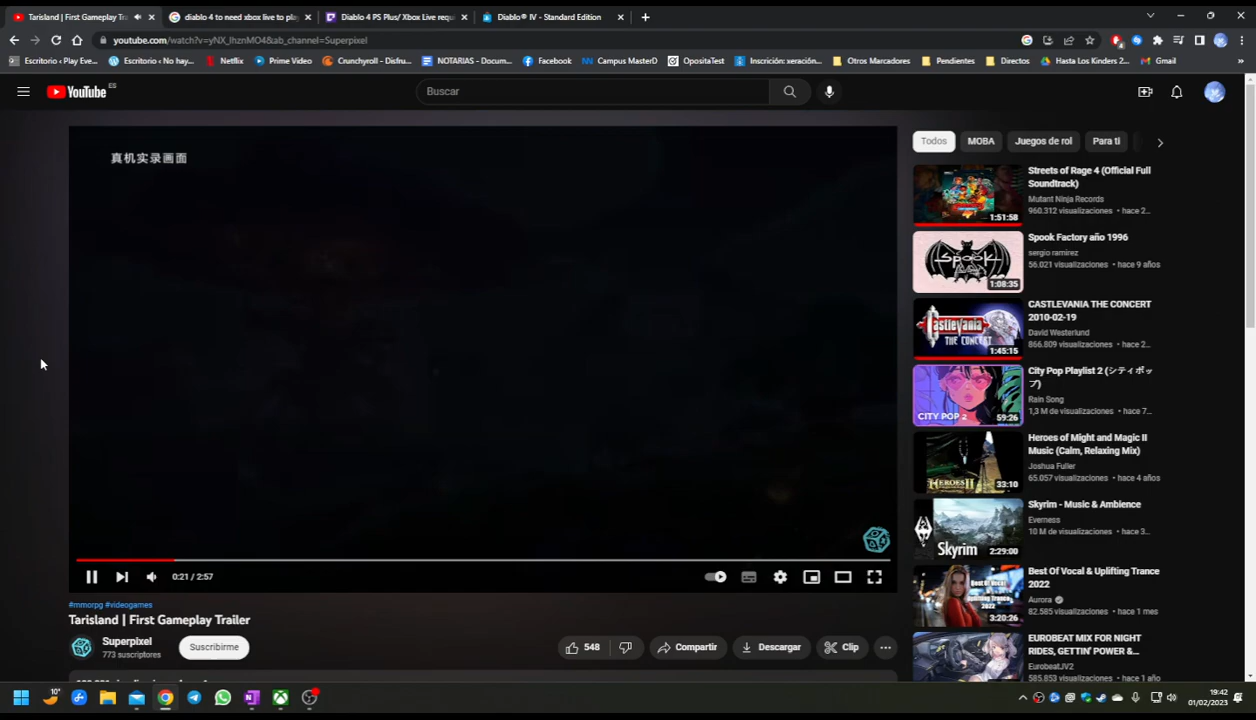 Tarisland | First Gameplay Tra
diablo 4 to need xbox live to pla
Diablo 4 PS Plus/ Xbox Live requ
Diablo® IV - Standard Edition
youtube.com/watch?v=yNX_lhznMO4&ab_channel=Superpixel
Escritorio ‹ Play Eve...
Escritorio ‹ No hay...
Netflix
Prime Video
Crunchyroll - Disfru...
NOTARIAS - Docum...
Facebook
Campus MasterD
OpositaTest
Inscrición: xeración...
Otros Marcadores
Pendientes
Directos
Hasta Los Kinders 2...
Gmail
»
YouTube ES
Buscar
真机实录画面
Todos
MOBA
Juegos de rol
Para ti
Streets of Rage 4 (Official Full
Soundtrack)
Mutant Ninja Records
960.312 visualizaciones • hace 2...
1:51:58
Spook Factory año 1996
sergio ramirez
56.021 visualizaciones • hace 9 años
Spook
1:08:35
CASTLEVANIA THE CONCERT
2010-02-19
David Westerlund
866.809 visualizaciones • hace 2...
Castlevania
THE CONCERT
1:45:15
City Pop Playlist 2 (シティポッ
プ)
Rain Song
1,3 M de visualizaciones • hace 7...
CITY POP 2
59:26
Heroes of Might and Magic II
Music (Calm, Relaxing Mix)
Joshua Fuller
65.057 visualizaciones • hace 4 años
HEROES II
33:10
Skyrim - Music & Ambience
Everness
10 M de visualizaciones • hace 3...
Skyrim
2:29:00
Best Of Vocal & Uplifting Trance
2022
Aurora
82.585 visualizaciones • hace 1 mes
3:20:26
EUROBEAT MIX FOR NIGHT
RIDES, GETTIN' POWER &...
EurobeatJV2
585.853 visualizaciones • hace 1 año
0:21 / 2:57
#mmorpg #videogames
Tarisland | First Gameplay Trailer
Superpixel
773 suscriptores
Suscribirme
548
Compartir
Descargar
Clip
10°
19:42
01/02/2023